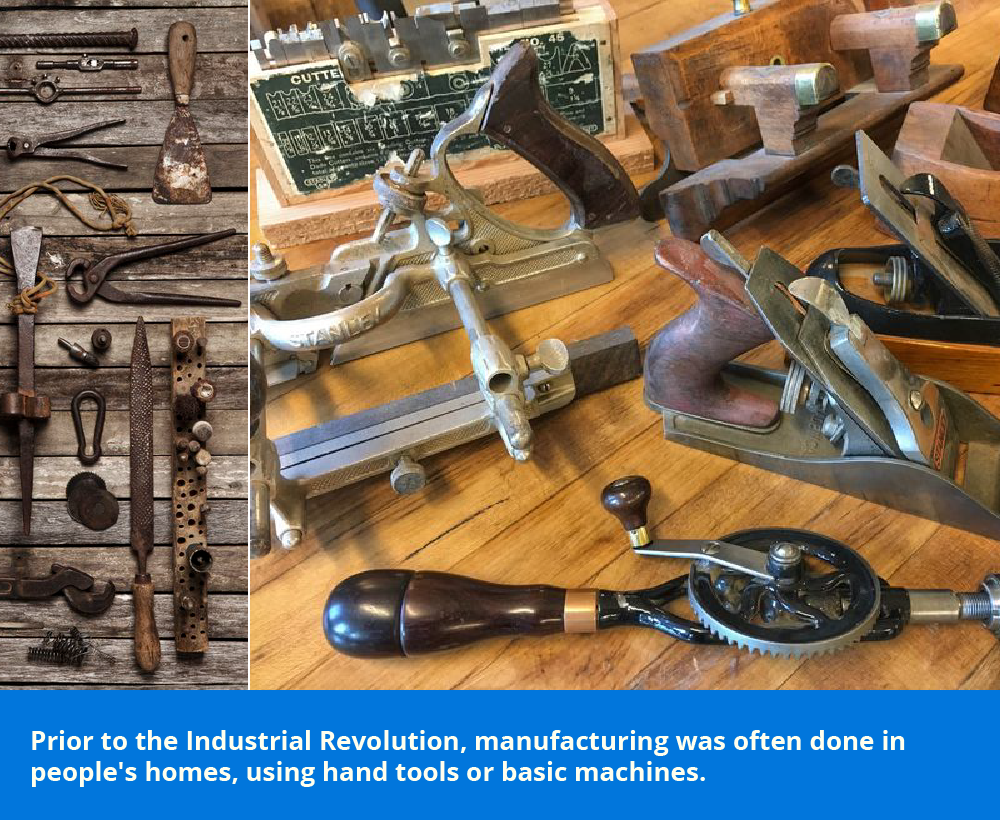 CUTTE
NO. 45
STANLEY
Prior to the Industrial Revolution, manufacturing was often done in
people's homes, using hand tools or basic machines.